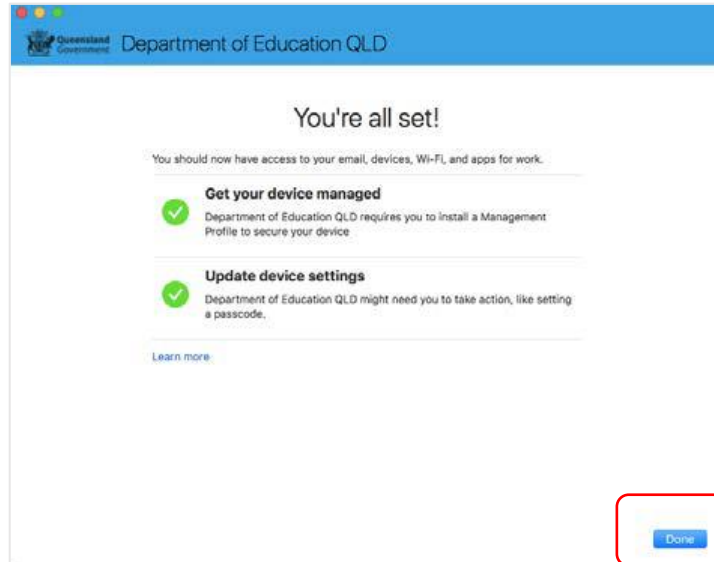 Queensland
Government
Department of Education QLD
You're all set!
You should now have access to your email, devices, Wi-Fi, and apps for work.
Get your device managed
Department of Education QLD requires you to install a Management
Profile to secure your device
Update device settings
Department of Education QLD might need you to take action, like setting
a passcode.
Learn more
Done